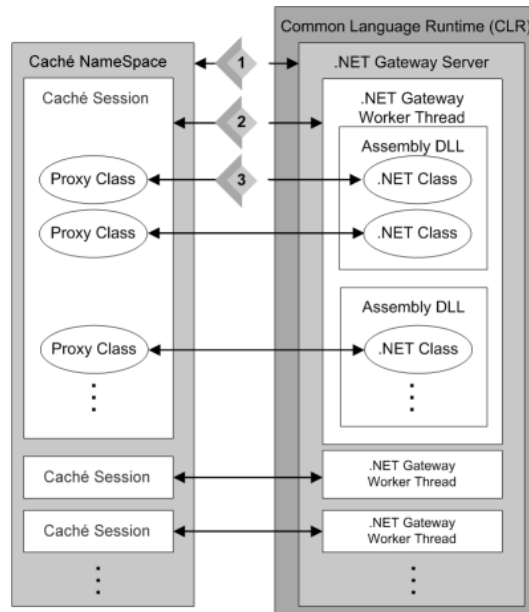 Common Language Runtime (CLR)
Caché NameSpace
1
.NET Gateway Server
Caché Session
2
.NET Gateway
Worker Thread
Assembly DLL
Proxy Class
3
.NET Class
Proxy Class
.NET Class
Assembly DLL
Proxy Class
.NET Class
Caché Session
.NET Gateway
Worker Thread
Caché Session
.NET Gateway
Worker Thread